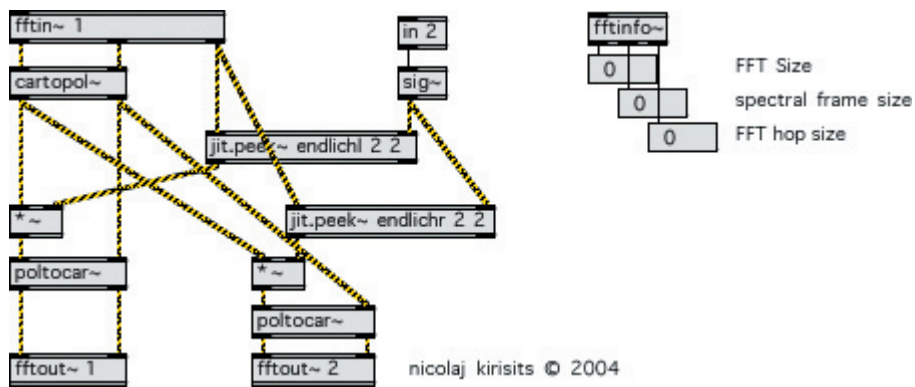 fftin~ 1
in 2
fftinfo~
cartopol~
sig~
0
FFT Size
0
spectral frame size
0
FFT hop size
jit.peek~ endlichl 2 2
*~
jit.peek~ endlichr 2 2
poltocar~
*~
poltocar~
fftout~ 1
fftout~ 2
nicolaj kirisits © 2004